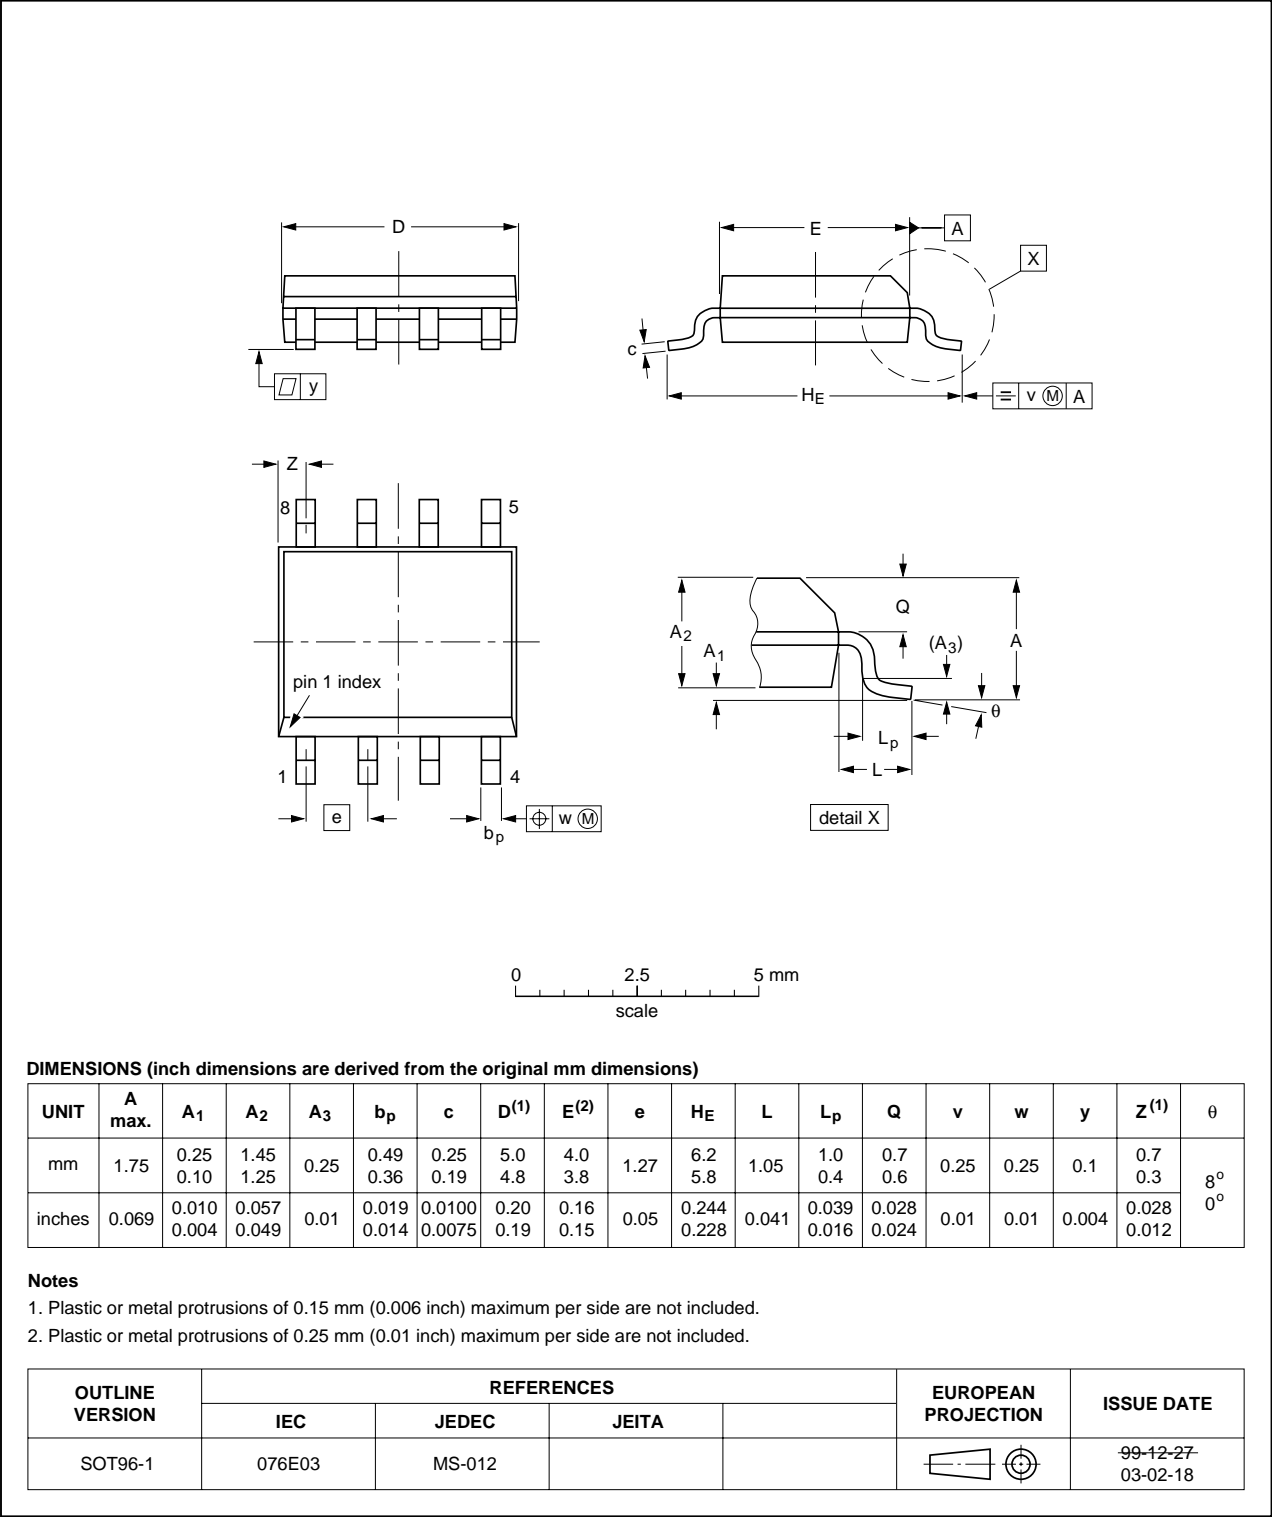 D
E
A
X
c
y
HE
v M A
Z
8
5
pin 1 index
1
4
e
bp
w M
A2
A1
Q
(A3)
A
θ
Lp
L
detail X
0 2.5 5 mm
scale
DIMENSIONS (inch dimensions are derived from the original mm dimensions)
UNIT A max. A1 A2 A3 bp c D(1) E(2) e HE L Lp Q v w y Z(1) θ
mm 1.75 0.25 0.10 1.45 1.25 0.25 0.49 0.36 0.25 0.19 5.0 4.8 4.0 3.8 1.27 6.2 5.8 1.05 1.0 0.4 0.7 0.6 0.25 0.25 0.1 0.7 0.3 8° 0°
inches 0.069 0.010 0.004 0.057 0.049 0.01 0.019 0.014 0.0100 0.0075 0.20 0.19 0.16 0.15 0.05 0.244 0.228 0.041 0.039 0.016 0.028 0.024 0.01 0.01 0.004 0.028 0.012
Notes
1. Plastic or metal protrusions of 0.15 mm (0.006 inch) maximum per side are not included.
2. Plastic or metal protrusions of 0.25 mm (0.01 inch) maximum per side are not included.
OUTLINE VERSION REFERENCES EUROPEAN PROJECTION ISSUE DATE
IEC JEDEC JEITA
SOT96-1 076E03 MS-012 99-12-27
03-02-18